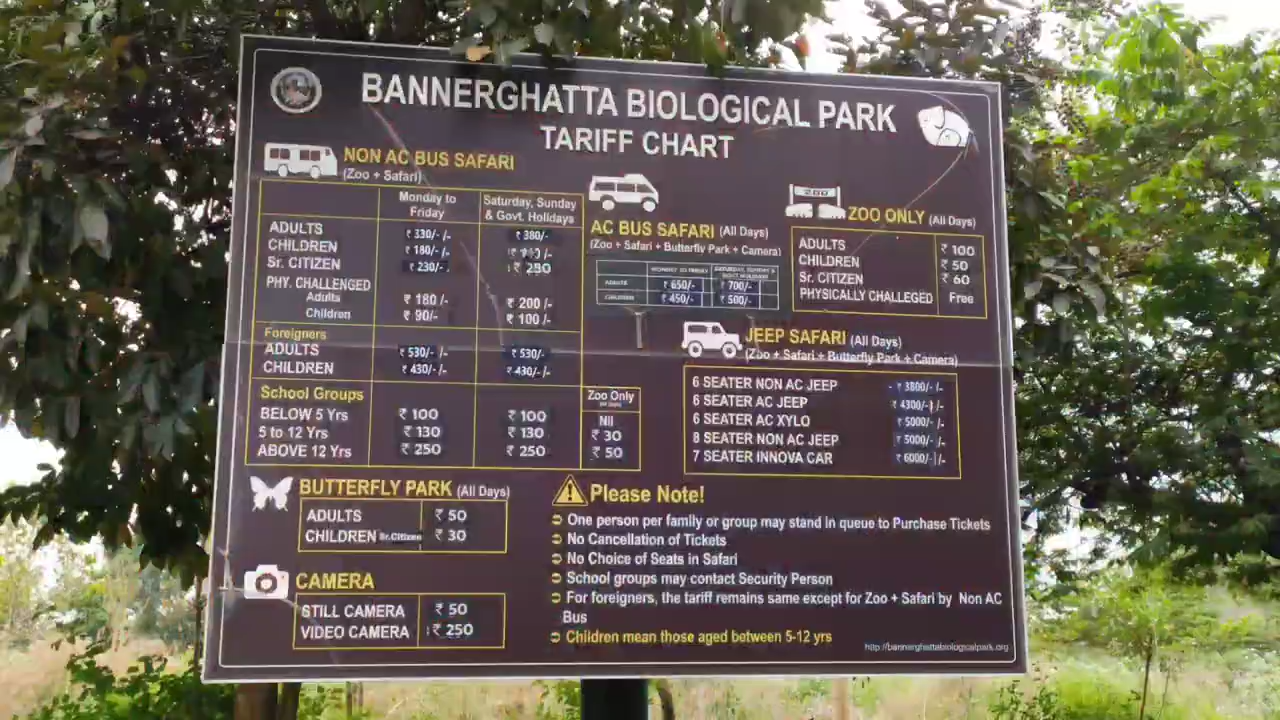 BANNERGHATTA BIOLOGICAL PARK
TARIFF CHART
NON AC BUS SAFARI
(Zoo + Safari)
Monday to Friday
Saturday, Sunday & Govt. Holidays
ADULTS ₹ 330/- /- ₹ 380/-
CHILDREN ₹ 180/- /-
Sr. CITIZEN ₹ 230/- ₹ 280
PHY. CHALLENGED
Adults ₹ 180 /- ₹ 200 /-
Children ₹ 90/- ₹ 100 /-
Foreigners
ADULTS ₹ 530/- /- ₹ 530/-
CHILDREN ₹ 430/- /- ₹ 430/-
School Groups
Zoo Only
BELOW 5 Yrs ₹ 100 ₹ 100 Nil
5 to 12 Yrs ₹ 130 ₹ 130 ₹ 30
ABOVE 12 Yrs ₹ 250 ₹ 250 ₹ 50
AC BUS SAFARI (All Days)
(Zoo + Safari + Butterfly Park + Camera)
MONDAY TO FRIDAY SATURDAY, SUNDAY & GOVT HOLIDAYS
ADULTS ₹ 650/- ₹ 700/-
CHILDREN ₹ 450/- ₹ 500/-
ZOO
ZOO ONLY (All Days)
ADULTS ₹ 100
CHILDREN ₹ 50
Sr. CITIZEN ₹ 60
PHYSICALLY CHALLEGED Free
JEEP SAFARI (All Days)
(Zoo + Safari + Butterfly Park + Camera)
6 SEATER NON AC JEEP - ₹ 3800/- /-
6 SEATER AC JEEP ₹ 4300/- /-
6 SEATER AC XYLO ₹ 5000/- /-
8 SEATER NON AC JEEP ₹ 5000/- /-
7 SEATER INNOVA CAR ₹ 6000/- /-
BUTTERFLY PARK (All Days)
ADULTS ₹ 50
CHILDREN Sr.Citizen ₹ 30
CAMERA
STILL CAMERA ₹ 50
VIDEO CAMERA ₹ 250
Please Note!
One person per family or group may stand in queue to Purchase Tickets
No Cancellation of Tickets
No Choice of Seats in Safari
School groups may contact Security Person
For foreigners, the tariff remains same except for Zoo + Safari by Non AC
Bus
Children mean those aged between 5-12 yrs
http://bannerghattabiologicalpark.org